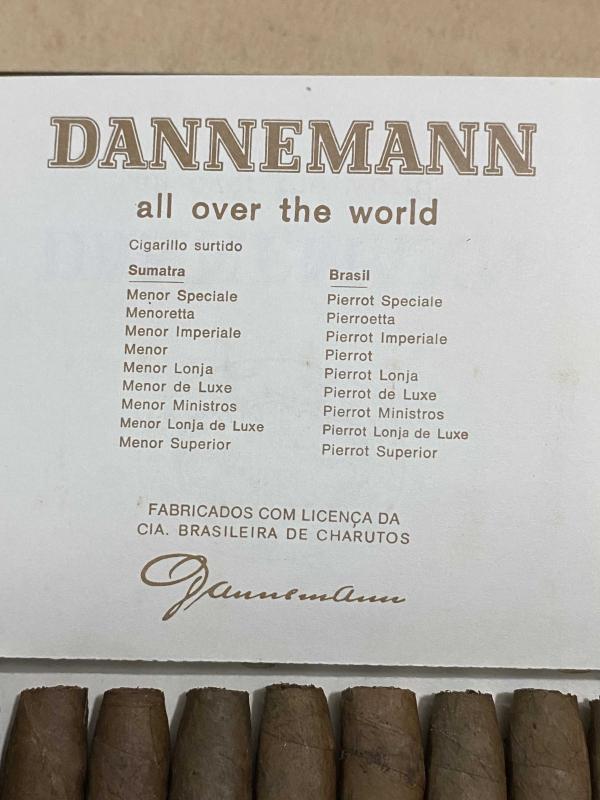 DANNEMANN
all over the world
Cigarillo surtido
Sumatra
Menor Speciale
Menoretta
Menor Imperiale
Menor
Menor Lonja
Menor de Luxe
Menor Ministros
Menor Lonja de Luxe
Menor Superior
Brasil
Pierrot Speciale
Pierroetta
Pierrot Imperiale
Pierrot
Pierrot Lonja
Pierrot de Luxe
Pierrot Ministros
Pierrot Lonja de Luxe
Pierrot Superior
FABRICADOS COM LICENÇA DA
CIA. BRASILEIRA DE CHARUTOS
Dannemann